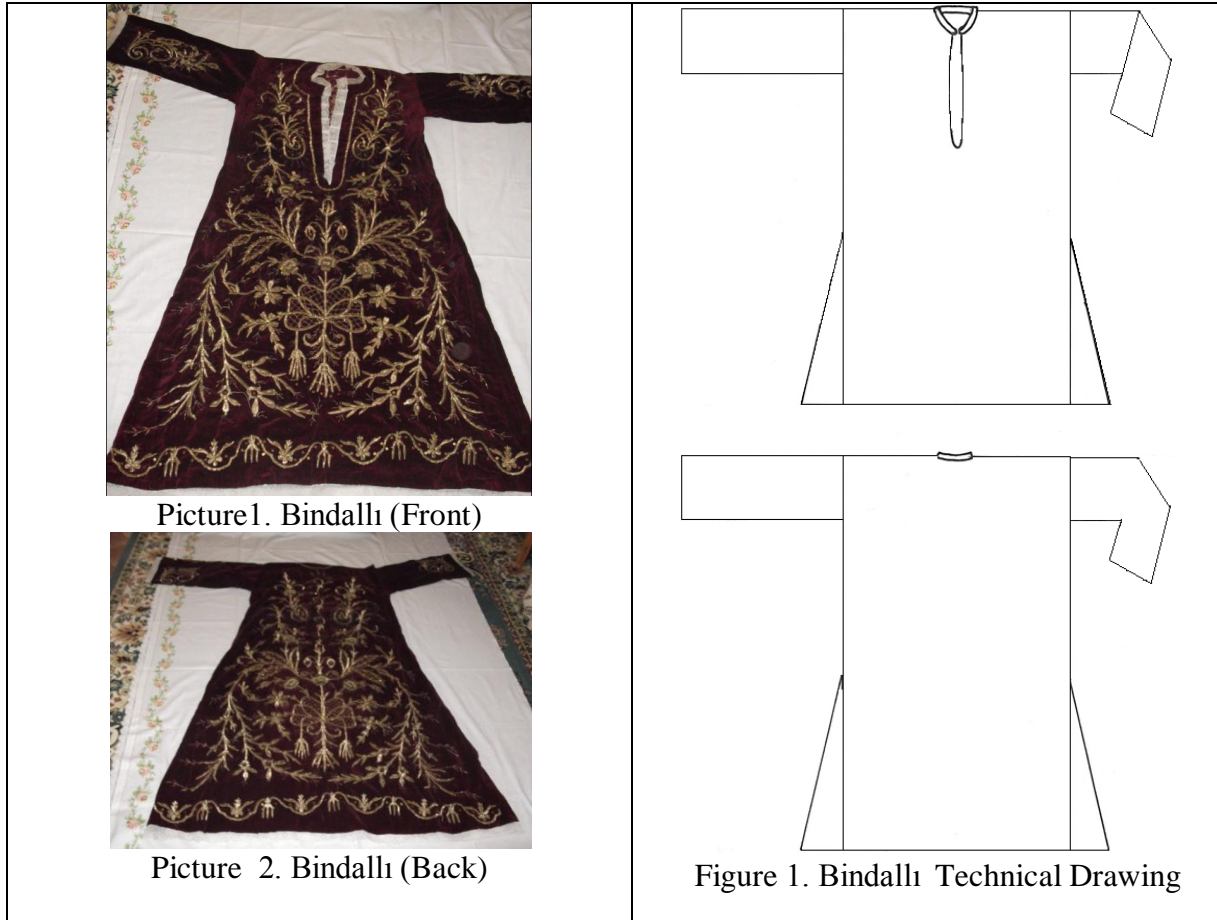 Picture1. Bindallı (Front)
Picture 2. Bindallı (Back)
Figure 1. Bindallı Technical Drawing